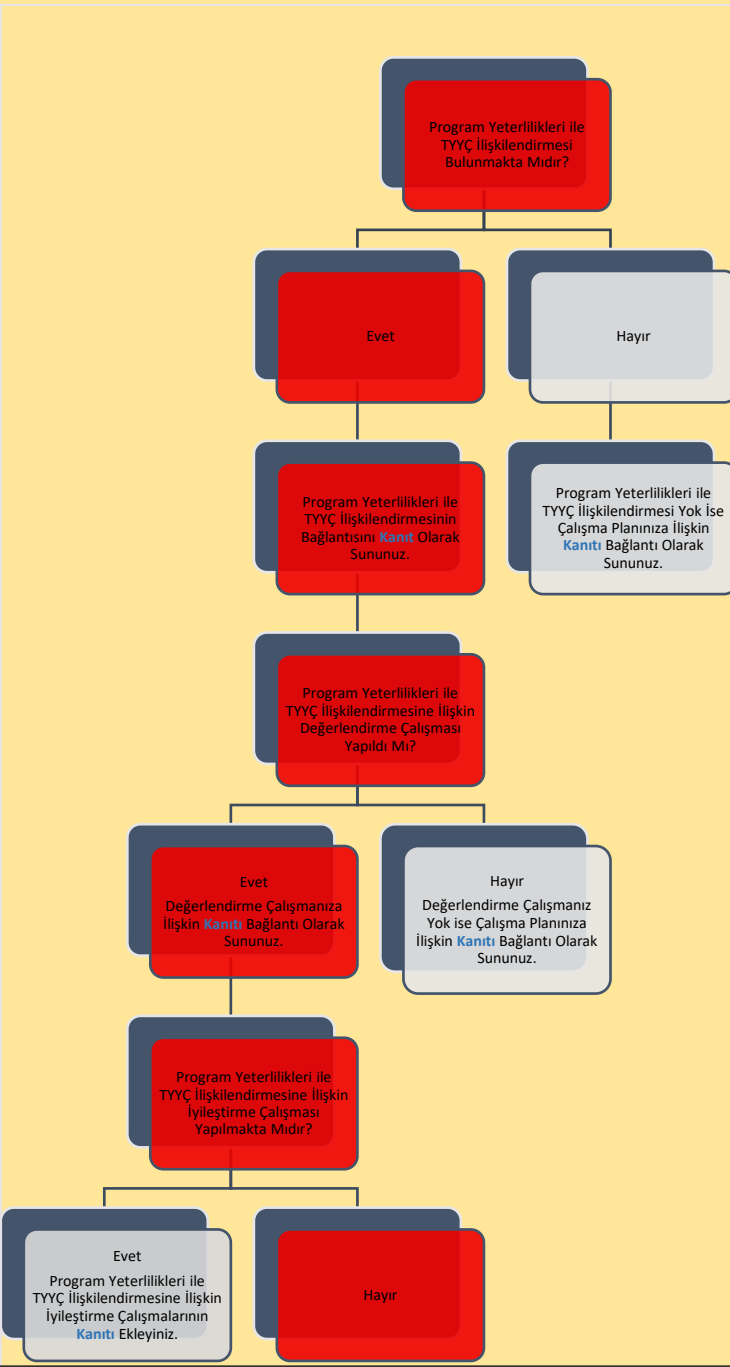 Program Yeterlilikleri ile
TYYÇ İlişkilendirmesi
Bulunmakta Mıdır?
Evet
Hayır
Program Yeterlilikleri ile
TYYÇ İlişkilendirmesinin
Bağlantısını Kanıt Olarak
Sununuz.
Program Yeterlilikleri ile
TYYÇ İlişkilendirmesi Yok İse
Çalışma Planınıza İlişkin
Kanıtı Bağlantı Olarak
Sununuz.
Program Yeterlilikleri ile
TYYÇ İlişkilendirmesine İlişkin
Değerlendirme Çalışması
Yapıldı Mı?
Evet
Değerlendirme Çalışmanıza
İlişkin Kanıtı Bağlantı Olarak
Sununuz.
Hayır
Değerlendirme Çalışmanız
Yok ise Çalışma Planınıza
İlişkin Kanıtı Bağlantı Olarak
Sununuz.
Program Yeterlilikleri ile
TYYÇ İlişkilendirmesine İlişkin
İyileştirme Çalışması
Yapılmakta Mıdır?
Evet
Program Yeterlilikleri ile
TYYÇ İlişkilendirmesine İlişkin
İyileştirme Çalışmalarının
Kanıtı Ekleyiniz.
Hayır